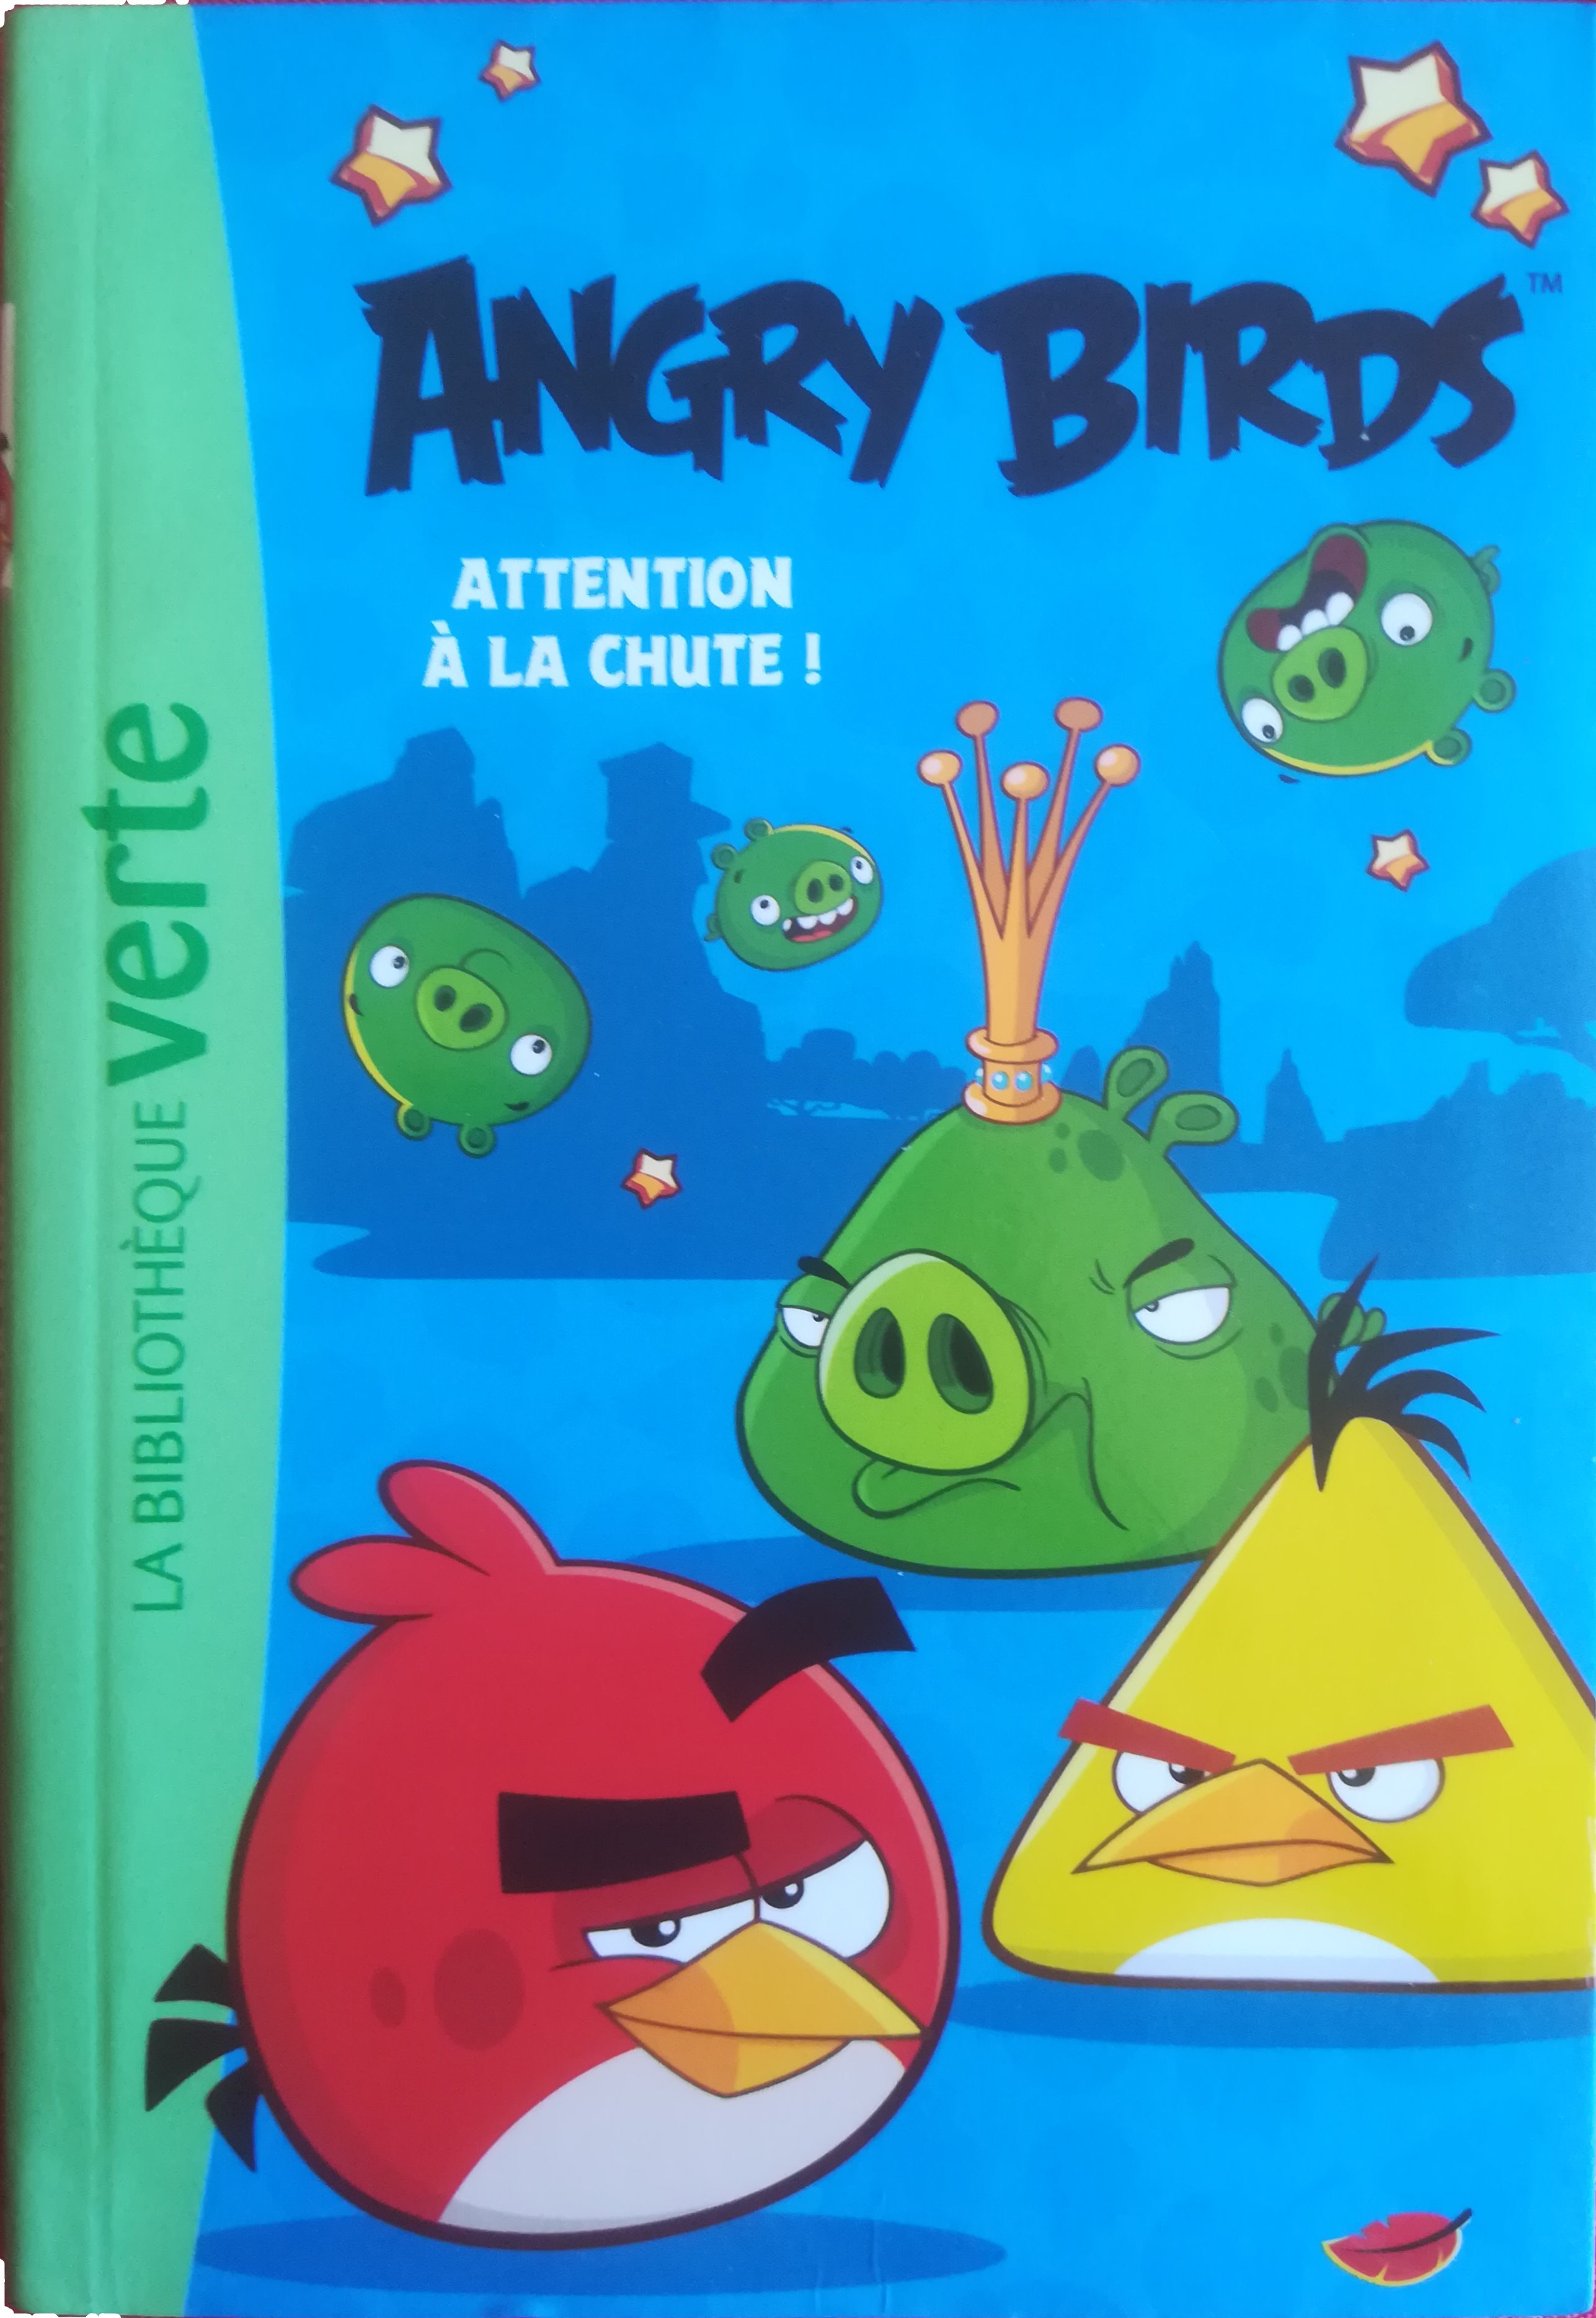 ANGRY BIRDS™
ATTENTION
À LA CHUTE !
LA BIBLIOTHÈQUE verte